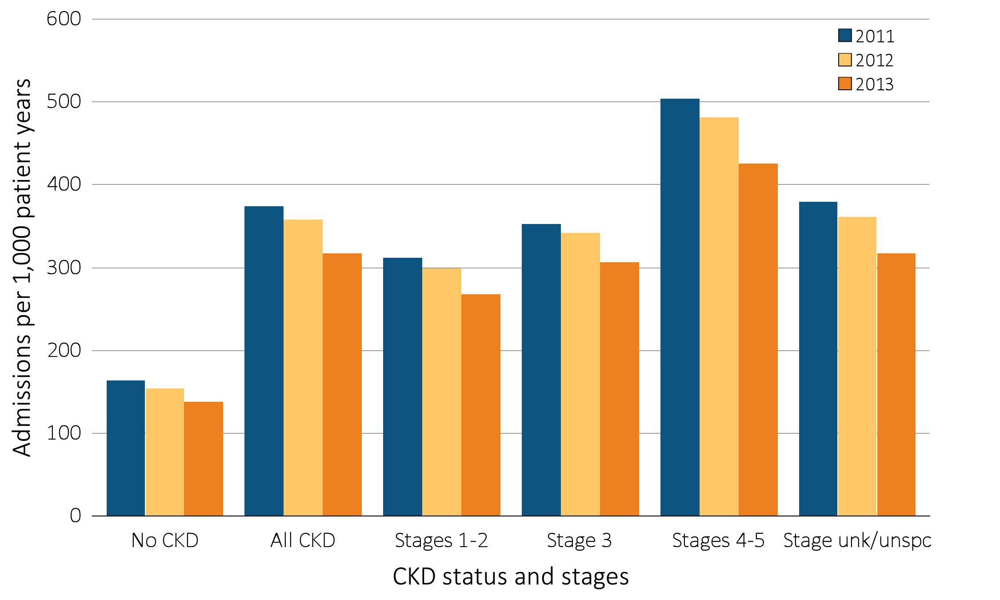 Admissions per 1,000 patient years
600
500
400
300
200
100
0
2011
2012
2013
No CKD
All CKD
Stages 1-2
Stage 3
Stages 4-5
Stage unk/unspc
CKD status and stages